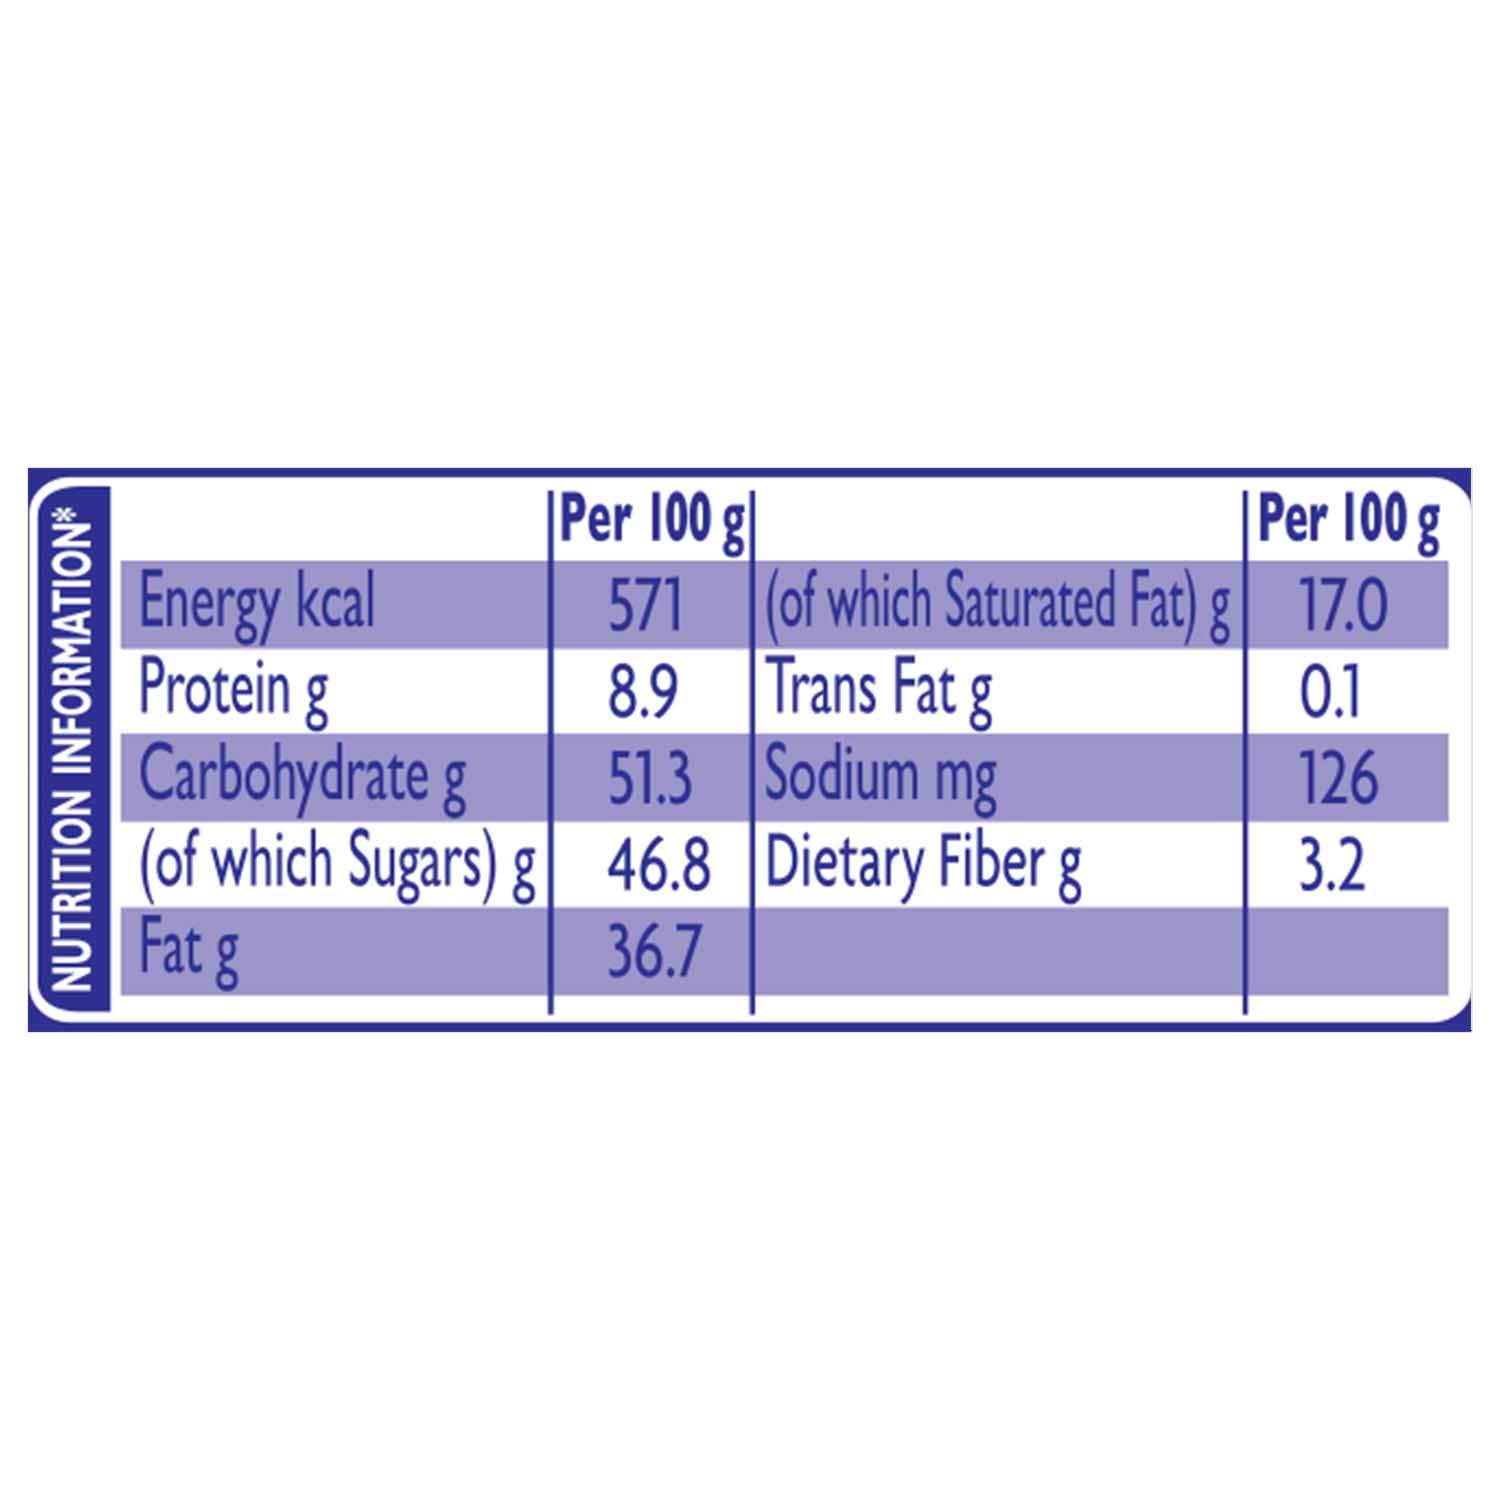 NUTRITION INFORMATION*
Per 100 g Per 100 g
Energy kcal 571 (of which Saturated Fat) g 17.0
Protein g 8.9 Trans Fat g 0.1
Carbohydrate g 51.3 Sodium mg 126
(of which Sugars) g 46.8 Dietary Fiber g 3.2
Fat g 36.7